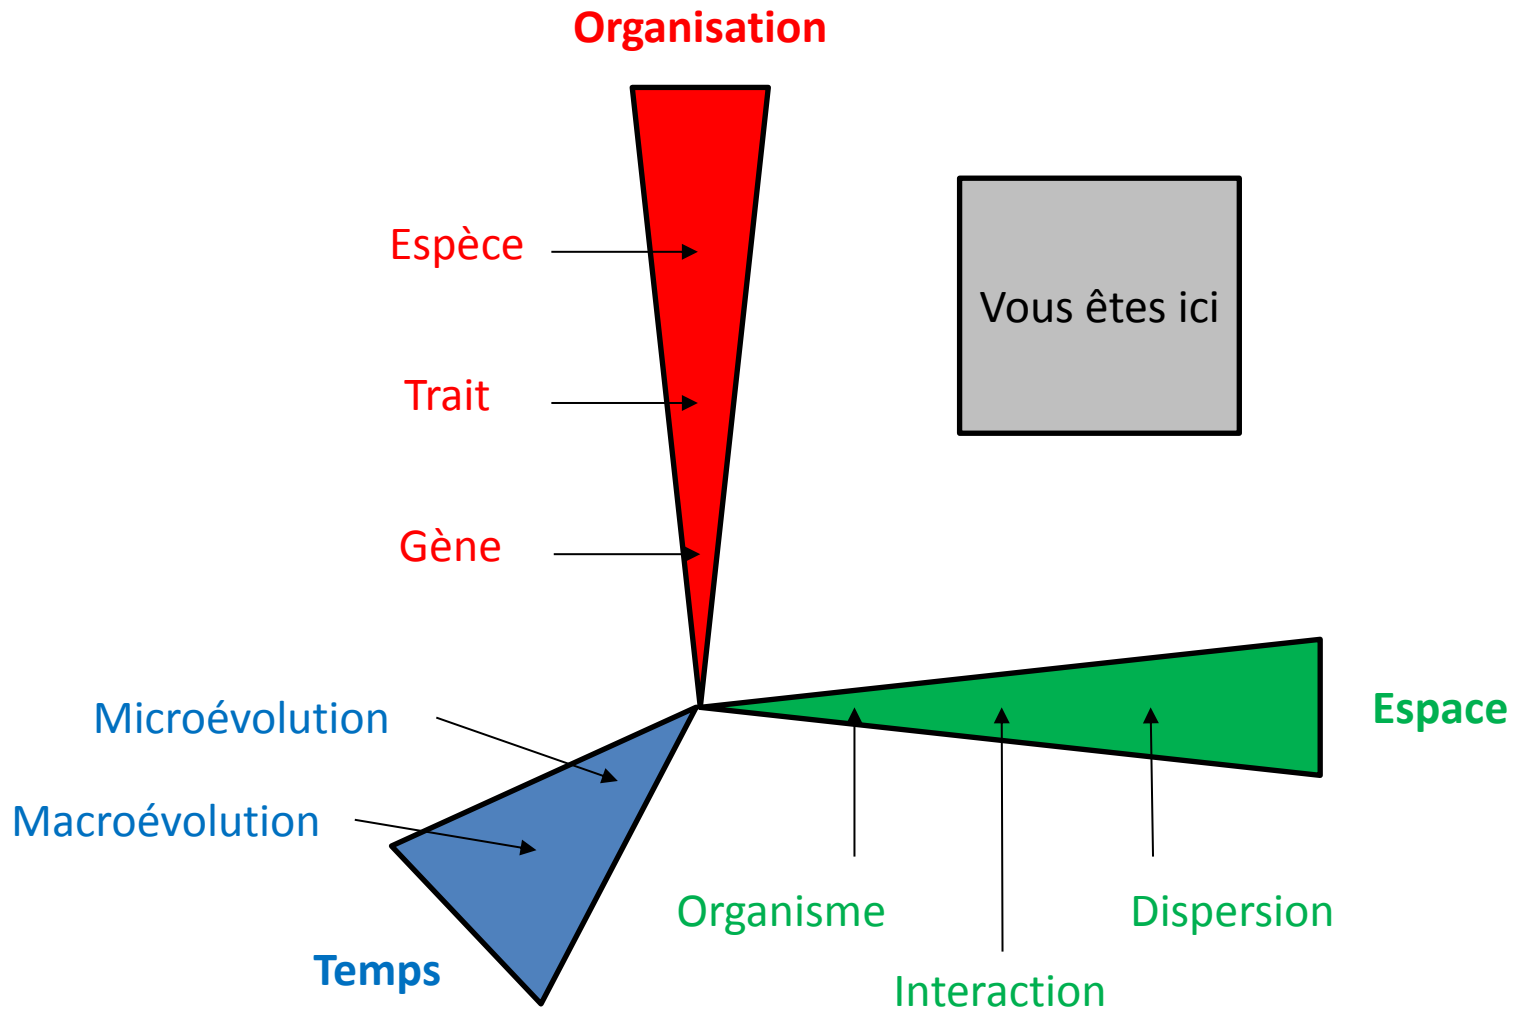 Organisation
Espèce
Vous êtes ici
Trait
Gène
Microévolution
Espace
Macroévolution
Organisme
Dispersion
Temps
Interaction